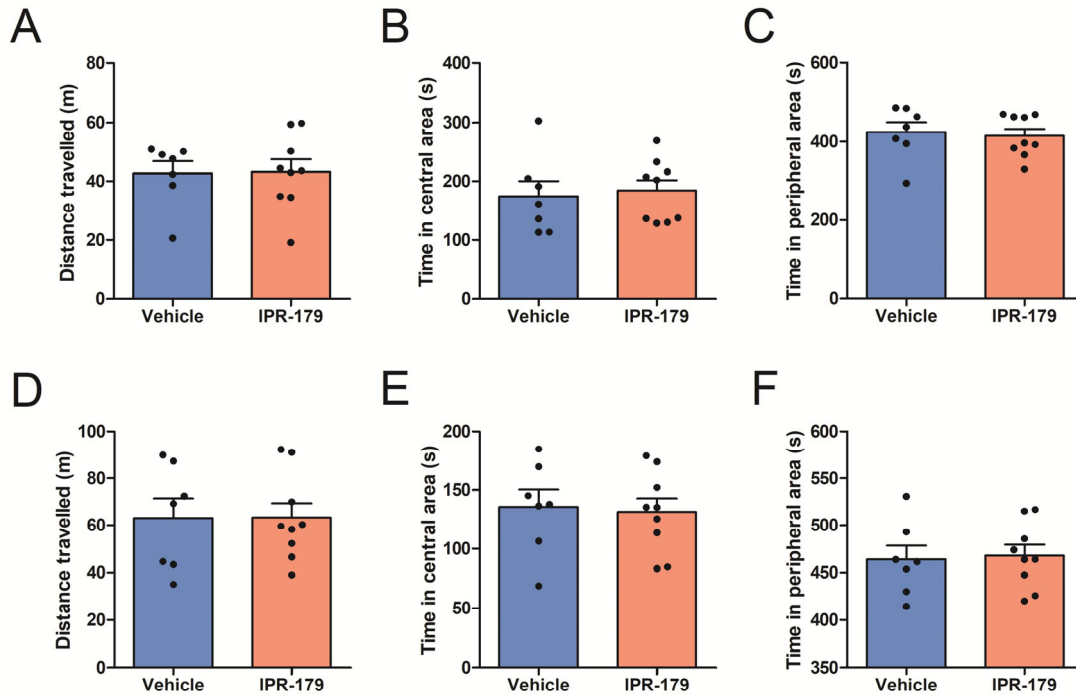 A
Distance travelled (m)
80
60
40
20
0
Vehicle
IPR-179
B
Time in central area (s)
400
300
200
100
0
Vehicle
IPR-179
C
Time in peripheral area (s)
600
400
200
0
Vehicle
IPR-179
D
Distance travelled (m)
100
80
60
40
20
0
Vehicle
IPR-179
E
Time in central area (s)
200
150
100
50
0
Vehicle
IPR-179
F
Time in peripheral area (s)
600
550
500
450
400
350
Vehicle
IPR-179